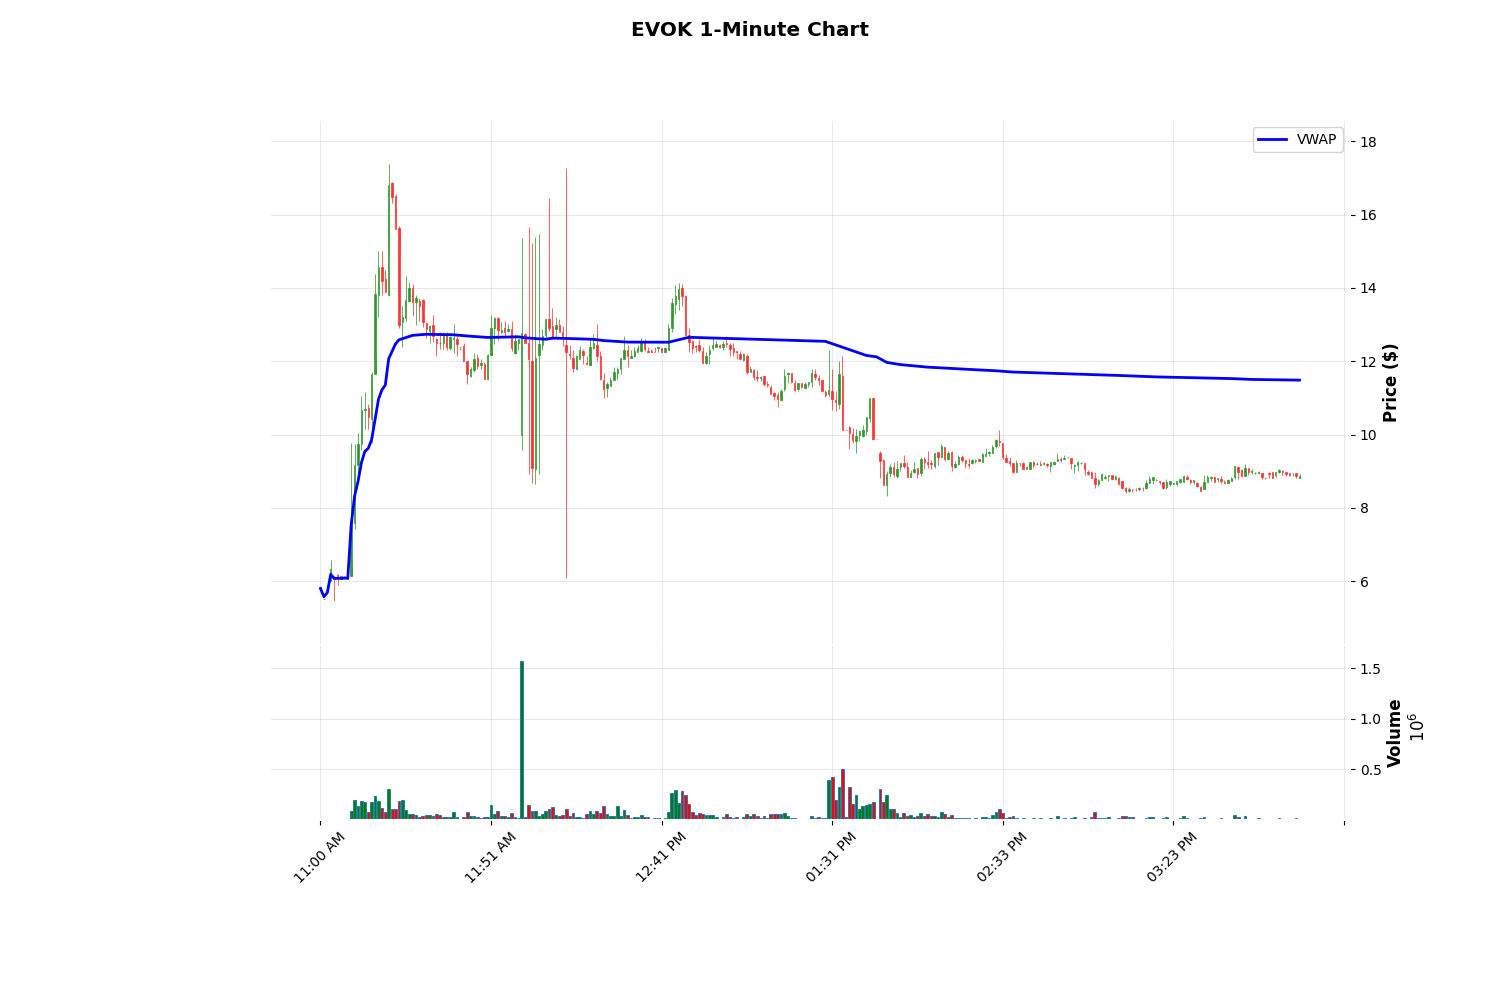 EVOK 1-Minute Chart
VWAP
18
16
14
12
10
8
6
Price ($)
1.5
1.0
0.5
Volume
10⁶
11:00 AM
11:51 AM
12:41 PM
01:31 PM
02:33 PM
03:23 PM